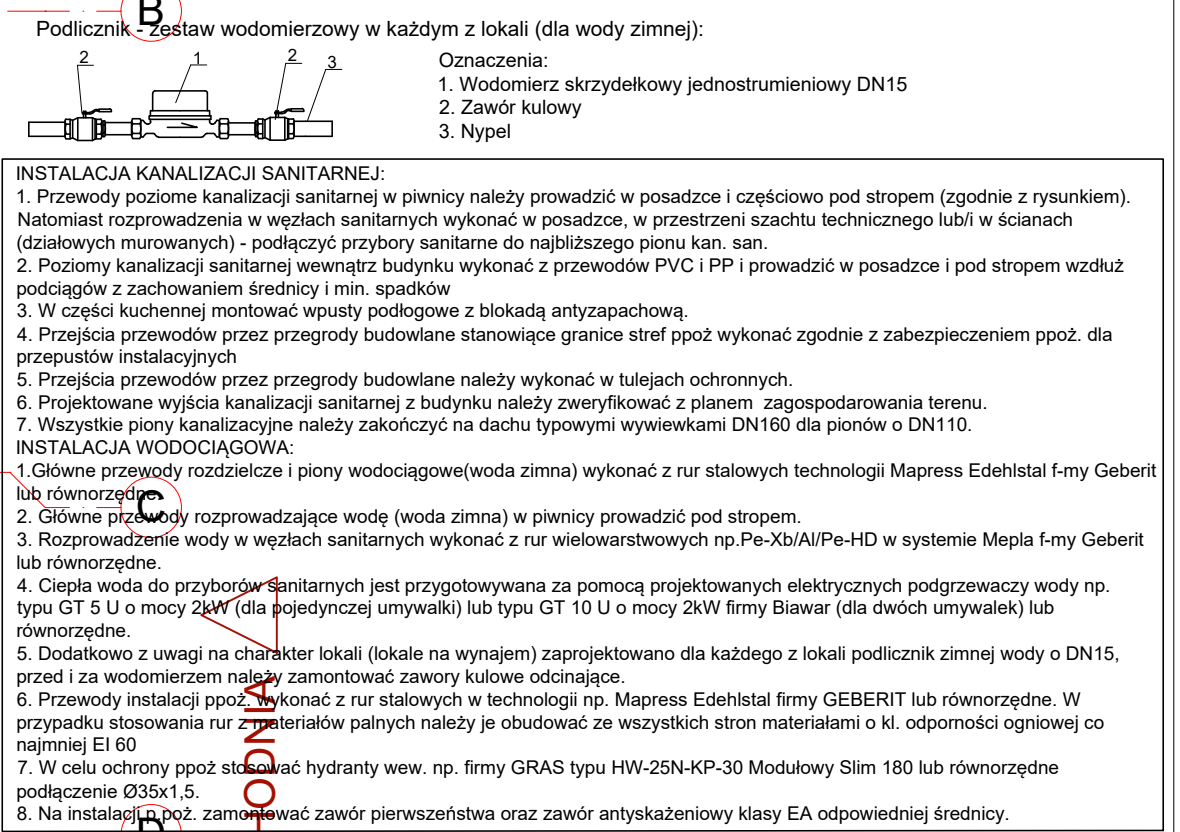 B
Podlicznik - zestaw wodomierzowy w każdym z lokali (dla wody zimnej):
2 1 2 3
Oznaczenia:
1. Wodomierz skrzydełkowy jednostrumieniowy DN15
2. Zawór kulowy
3. Nypel
INSTALACJA KANALIZACJI SANITARNEJ:
1. Przewody poziome kanalizacji sanitarnej w piwnicy należy prowadzić w posadzce i częściowo pod stropem (zgodnie z rysunkiem).
Natomiast rozprowadzenia w węzłach sanitarnych wykonać w posadzce, w przestrzeni szachtu technicznego lub/i w ścianach
(działowych murowanych) - podłączyć przybory sanitarne do najbliższego pionu kan. san.
2. Poziomy kanalizacji sanitarnej wewnątrz budynku wykonać z przewodów PVC i PP i prowadzić w posadzce i pod stropem wzdłuż
podciągów z zachowaniem średnicy i min. spadków
3. W części kuchennej montować wpusty podłogowe z blokadą antyzapachową.
4. Przejścia przewodów przez przegrody budowlane stanowiące granice stref ppoż wykonać zgodnie z zabezpieczeniem ppoż. dla
przepustów instalacyjnych
5. Przejścia przewodów przez przegrody budowlane należy wykonać w tulejach ochronnych.
6. Projektowane wyjścia kanalizacji sanitarnej z budynku należy zweryfikować z planem zagospodarowania terenu.
7. Wszystkie piony kanalizacyjne należy zakończyć na dachu typowymi wywiewkami DN160 dla pionów o DN110.
INSTALACJA WODOCIĄGOWA:
1.Główne przewody rozdzielcze i piony wodociągowe(woda zimna) wykonać z rur stalowych technologii Mapress Edehlstal f-my Geberit
lub równorzędne.
C
2. Główne przewody rozprowadzające wodę (woda zimna) w piwnicy prowadzić pod stropem.
3. Rozprowadzenie wody w węzłach sanitarnych wykonać z rur wielowarstwowych np.Pe-Xb/Al/Pe-HD w systemie Mepla f-my Geberit
lub równorzędne.
4. Ciepła woda do przyborów sanitarnych jest przygotowywana za pomocą projektowanych elektrycznych podgrzewaczy wody np.
typu GT 5 U o mocy 2kW (dla pojedynczej umywalki) lub typu GT 10 U o mocy 2kW firmy Biawar (dla dwóch umywalek) lub
równorzędne.
5. Dodatkowo z uwagi na charakter lokali (lokale na wynajem) zaprojektowano dla każdego z lokali podlicznik zimnej wody o DN15,
przed i za wodomierzem należy zamontować zawory kulowe odcinające.
6. Przewody instalacji ppoż. wykonać z rur stalowych w technologii np. Mapress Edehlstal firmy GEBERIT lub równorzędne. W
przypadku stosowania rur z materiałów palnych należy je obudować ze wszystkich stron materiałami o kl. odporności ogniowej co
najmniej EI 60
7. W celu ochrony ppoż stosować hydranty wew. np. firmy GRAS typu HW-25N-KP-30 Modułowy Slim 180 lub równorzędne
podłączenie Ø35x1,5.
8. Na instalacji p.poż. zamontować zawór pierwszeństwa oraz zawór antyskażeniowy klasy EA odpowiedniej średnicy.
HODNIA
D